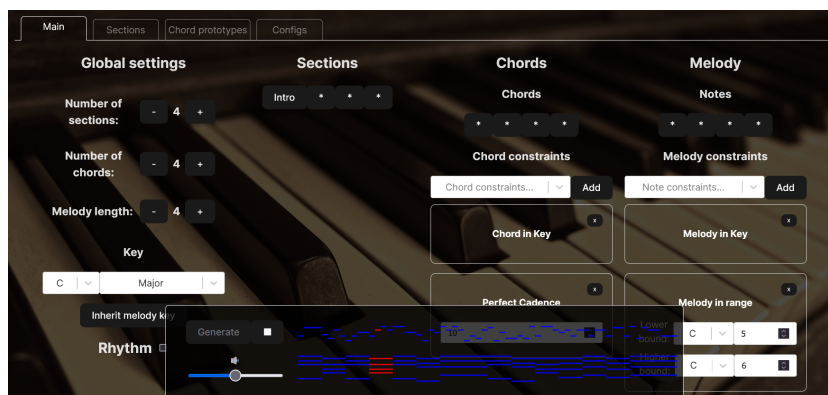 Main
Sections
Chord prototypes
Configs
Global settings
Number of
sections:
- 4 +
Number of
chords:
- 4 +
Melody length: - 4 +
Key
C Major
Inherit melody key
Rhythm
Sections
Intro * * *
Chords
Chords
* * * *
Chord constraints
Chord constraints... Add
x
Chord in Key
x
Perfect Cadence
10
Melody
Notes
* * * *
Melody constraints
Note constraints... Add
x
Melody in Key
x
Melody in range
Lower
bound: C 5
Higher
bound: C 6
Generate